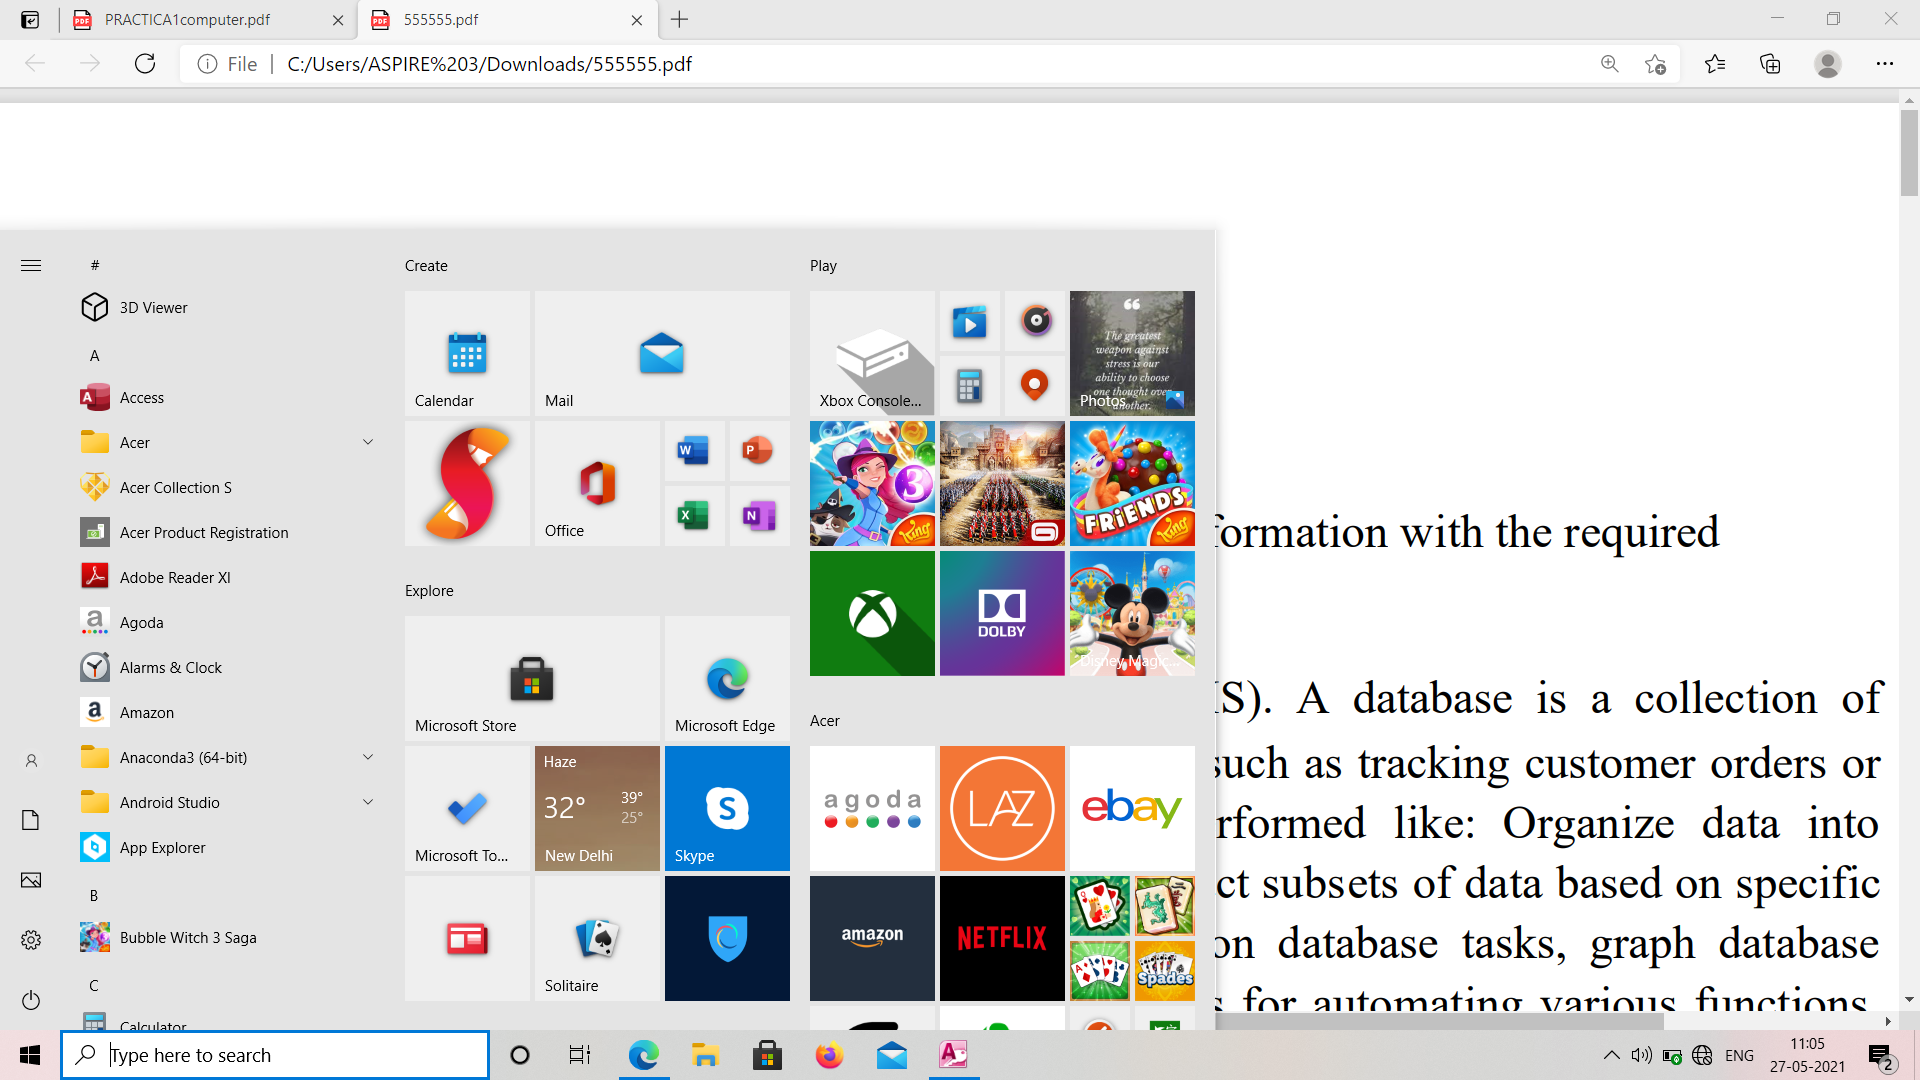 PRACTICA1computer.pdf
555555.pdf
File
C:/Users/ASPIRE%203/Downloads/555555.pdf
#
3D Viewer
A
Access
Acer
Acer Collection S
Acer Product Registration
Adobe Reader XI
Agoda
Alarms & Clock
Amazon
Anaconda3 (64-bit)
Android Studio
App Explorer
B
Bubble Witch 3 Saga
C
Calculator
Create
Calendar
Mail
Office
Explore
Microsoft Store
Microsoft Edge
Microsoft To...
Haze
32°
39°
25°
New Delhi
Skype
Solitaire
Play
Xbox Console...
The greatest
weapon against
stress is our
ability to choose
one thought over
another.
Photos
3
King
FRiENDS
King
DOLBY
Disney Magic...
Acer
agoda
LAZ
ebay
amazon
NETFLIX
Spades
formation with the required
IS). A database is a collection of
such as tracking customer orders or
rformed like: Organize data into
ct subsets of data based on specific
on database tasks, graph database
s for automating various functions,
Type here to search
ENG
11:05
27-05-2021
2